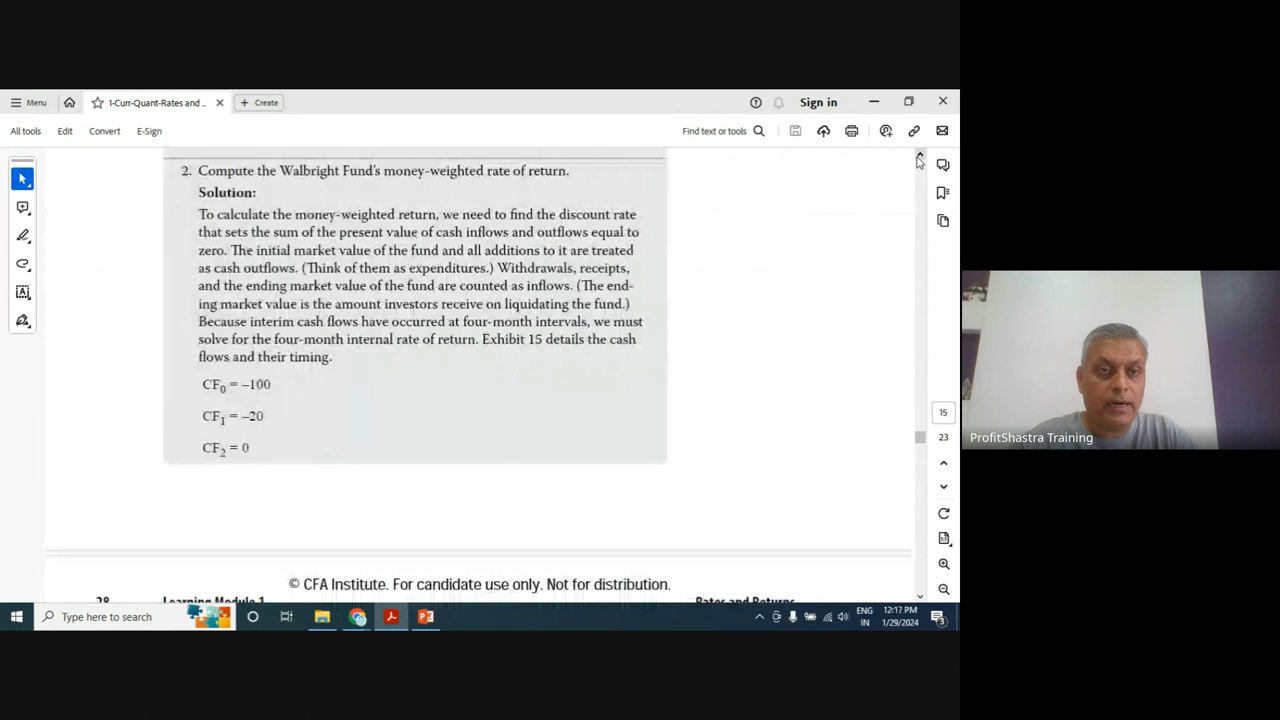 Menu
1-Curr-Quant-Rates and ...
Create
Sign in
All tools
Edit
Convert
E-Sign
Find text or tools
2. Compute the Walbright Fund's money-weighted rate of return.
Solution:
To calculate the money-weighted return, we need to find the discount rate
that sets the sum of the present value of cash inflows and outflows equal to
zero. The initial market value of the fund and all additions to it are treated
as cash outflows. (Think of them as expenditures.) Withdrawals, receipts,
and the ending market value of the fund are counted as inflows. (The end-
ing market value is the amount investors receive on liquidating the fund.)
Because interim cash flows have occurred at four-month intervals, we must
solve for the four-month internal rate of return. Exhibit 15 details the cash
flows and their timing.
CF0 = –100
CF1 = –20
CF2 = 0
© CFA Institute. For candidate use only. Not for distribution.
28 Learning Module 1 Rates and Returns
15
23
ProfitShastra Training
Type here to search
ENG
IN
12:17 PM
1/29/2024
3